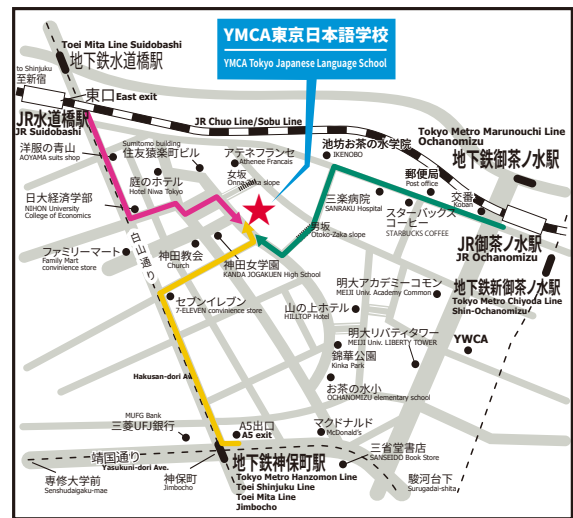 YMCA東京日本語学校
YMCA Tokyo Japanese Language School
Toei Mita Line Suidobashi
地下鉄水道橋駅
to Shinjuku
至新宿
東口 East exit
JR水道橋駅
JR Suidobashi
JR Chuo Line/Sobu Line
Tokyo Metro Marunouchi Line
Ochanomizu
地下鉄御茶ノ水駅
洋服の青山
AOYAMA suits shop
Sumitomo building
住友猿楽町ビル
アテネフランセ
Athenee Francais
池坊お茶の水学院
IKENOBO
郵便局
Post office
交番
Koban
庭のホテル
Hotel Niwa Tokyo
女坂
Onna-zaka slope
三楽病院
SANRAKU Hospital
スターバックス
コーヒー
STARBUCKS COFFEE
日大経済学部
NIHON University
College of Economics
男坂
Otoko-Zaka slope
JR御茶ノ水駅
JR Ochanomizu
白山通り
ファミリーマート
Family Mart
convinience store
神田教会
Church
神田女学園
KANDA JOGAKUEN High School
明大アカデミーコモン
MEIJI Univ. Academy Common
地下鉄新御茶ノ水駅
Tokyo Metro Chiyoda Line
Shin-Ochanomizu
セブンイレブン
7-ELEVEN convinience store
山の上ホテル
HILLTOP Hotel
明大リバティタワー
MEIJI Univ. LIBERTY TOWER
YWCA
錦華公園
Kinka Park
Hakusan-dori Av
お茶の水小
OCHANOMIZU elementary school
MUFG Bank
三菱UFJ銀行
A5出口
A5 exit
マクドナルド
McDonald's
三省堂書店
SANSEIDO Book Store
靖国通り
Yasukuni-dori Ave.
地下鉄神保町駅
Tokyo Metro Hanzomon Line
Toei Shinjuku Line
Toei Mita Line
Jimbocho
専修大学前
Senshudaigaku-mae
神保町
Jimbocho
駿河台下
Surugadai-shita